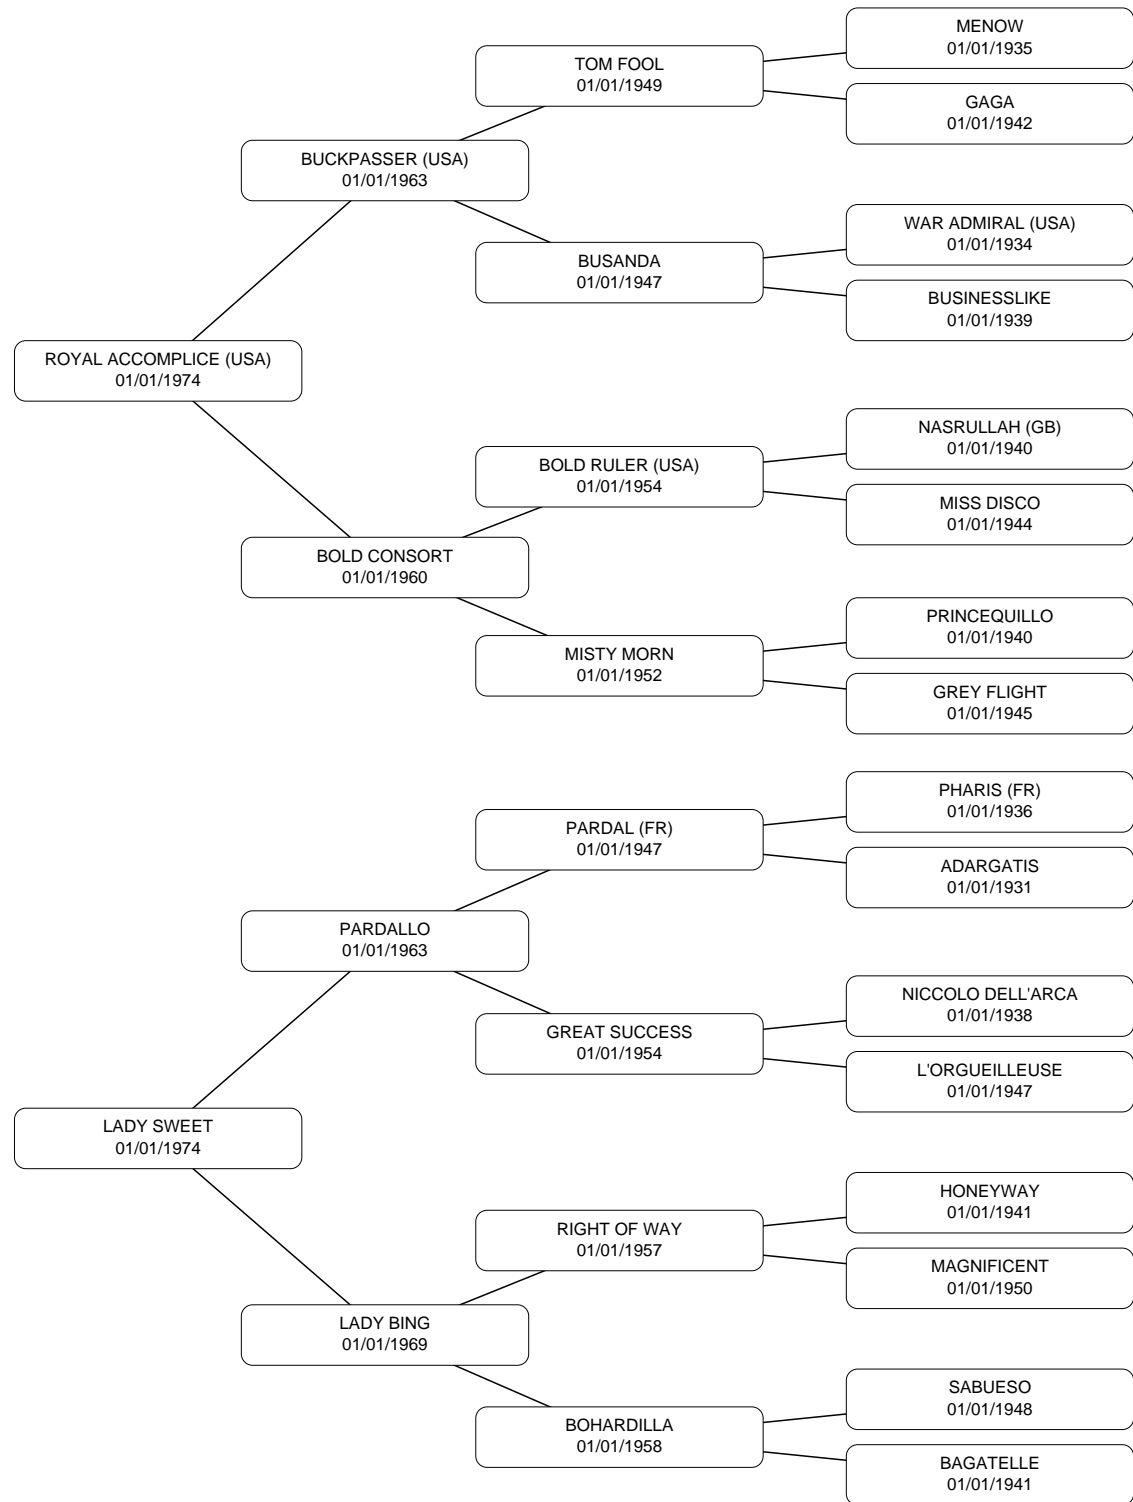 MENOW
01/01/1935
TOM FOOL
01/01/1949
GAGA
01/01/1942
BUCKPASSER (USA)
01/01/1963
WAR ADMIRAL (USA)
01/01/1934
BUSANDA
01/01/1947
BUSINESSLIKE
01/01/1939
ROYAL ACCOMPLICE (USA)
01/01/1974
NASRULLAH (GB)
01/01/1940
BOLD RULER (USA)
01/01/1954
MISS DISCO
01/01/1944
BOLD CONSORT
01/01/1960
PRINCEQUILLO
01/01/1940
MISTY MORN
01/01/1952
GREY FLIGHT
01/01/1945
PHARIS (FR)
01/01/1936
PARDAL (FR)
01/01/1947
ADARGATIS
01/01/1931
PARDALLO
01/01/1963
NICCOLO DELL'ARCA
01/01/1938
GREAT SUCCESS
01/01/1954
L'ORGUEILLEUSE
01/01/1947
LADY SWEET
01/01/1974
HONEYWAY
01/01/1941
RIGHT OF WAY
01/01/1957
MAGNIFICENT
01/01/1950
LADY BING
01/01/1969
SABUESO
01/01/1948
BOHARDILLA
01/01/1958
BAGATELLE
01/01/1941